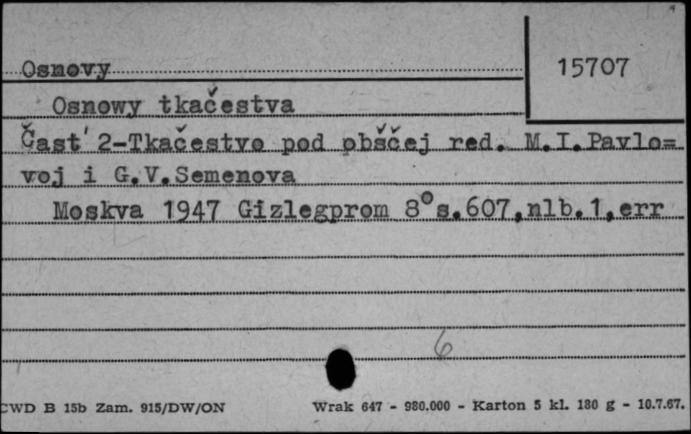 Osnovy
15707
Osnowy tkačestva
Čast' 2-Tkačestvo pod obščej red. M.I.Pavlo=
voj i G.V.Semenova
Moskva 1947 Gizlegprom 8° s.607,nlb.1,err
6
CWD B 15b Zam. 915/DW/ON
Wrak 647 - 980.000 - Karton 5 kl. 180 g - 10.7.67.